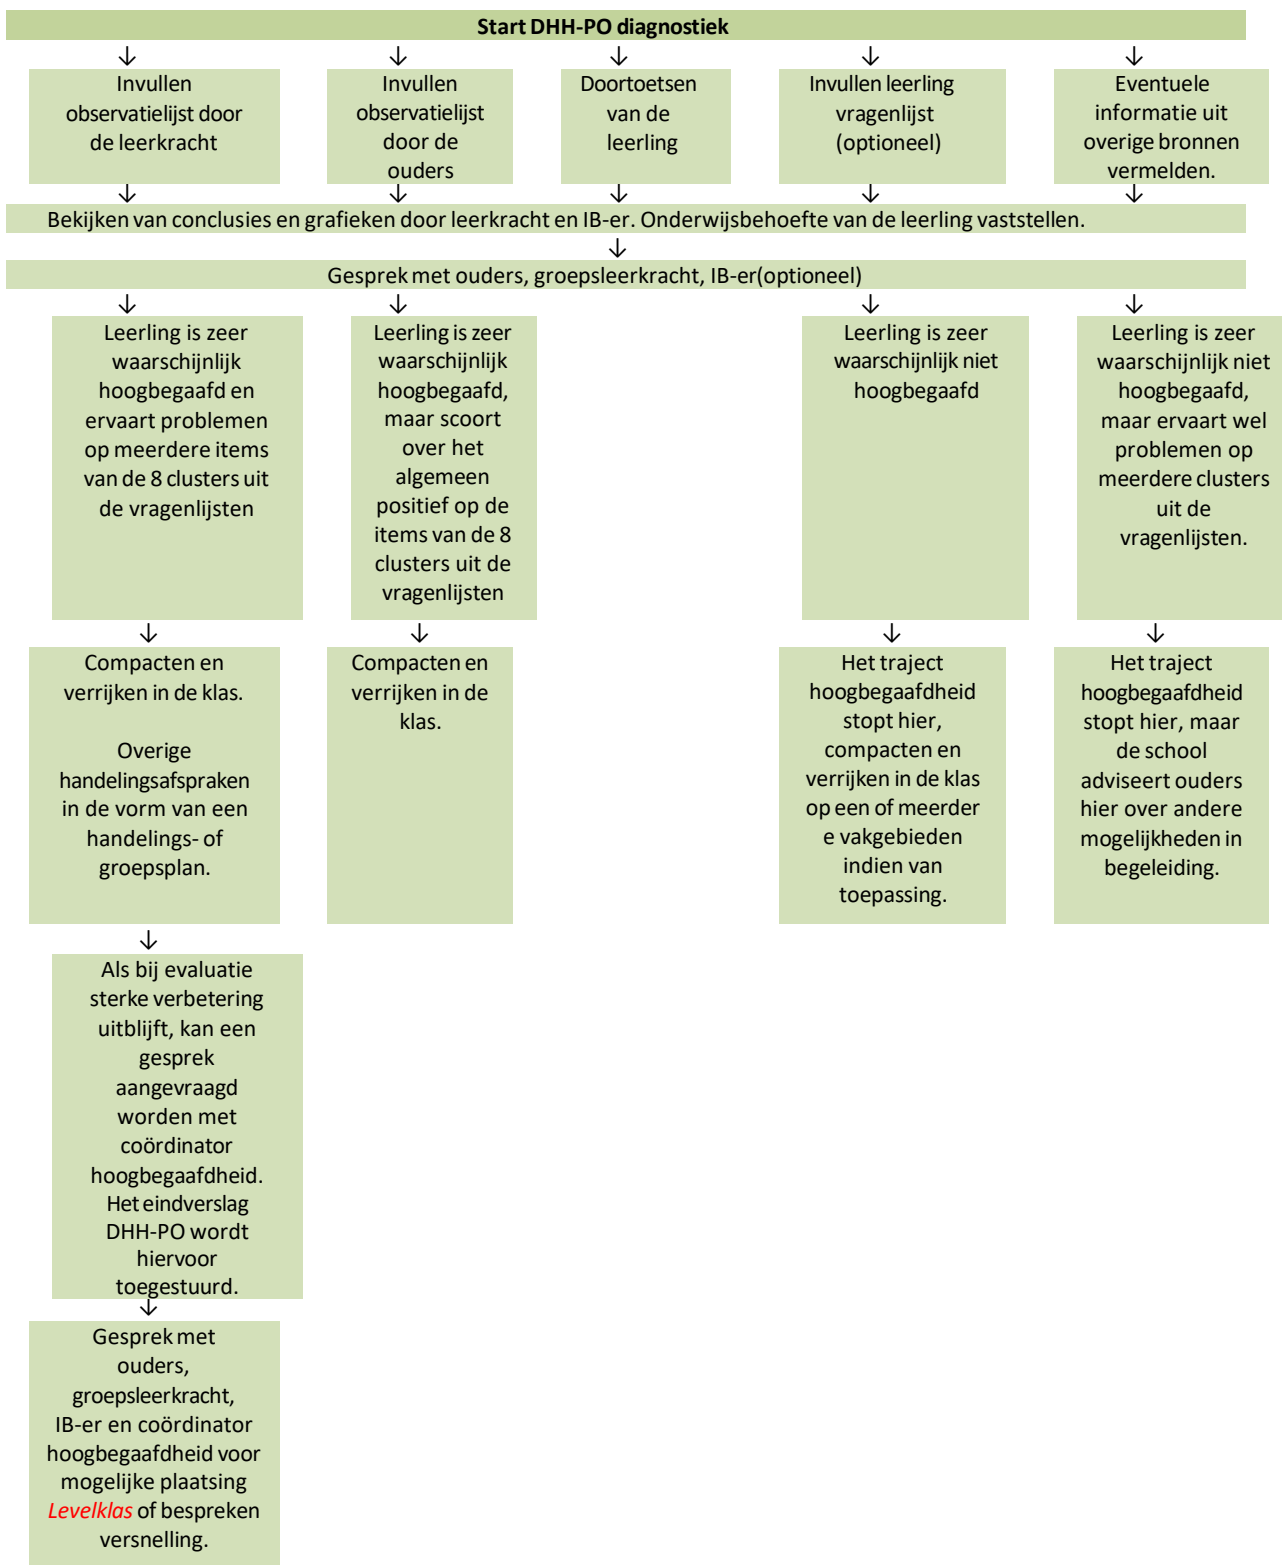 Start DHH-PO diagnostiek
Invullen
observatielijst door
de leerkracht
Invullen
observatielijst
door de
ouders
Doortoetsen
van de
leerling
Invullen leerling
vragenlijst
(optioneel)
Eventuele
informatie uit
overige bronnen
vermelden.
Bekijken van conclusies en grafieken door leerkracht en IB-er. Onderwijsbehoefte van de leerling vaststellen.
Gesprek met ouders, groepsleerkracht, IB-er(optioneel)
Leerling is zeer
waarschijnlijk
hoogbegaafd en
ervaart problemen
op meerdere items
van de 8 clusters uit
de vragenlijsten
Leerling is zeer
waarschijnlijk
hoogbegaafd,
maar scoort
over het
algemeen
positief op de
items van de 8
clusters uit de
vragenlijsten
Leerling is zeer
waarschijnlijk niet
hoogbegaafd
Leerling is zeer
waarschijnlijk niet
hoogbegaafd,
maar ervaart wel
problemen op
meerdere clusters
uit de
vragenlijsten.
Compacten en
verrijken in de klas.
Overige
handelingsafspraken
in de vorm van een
handelings- of
groepsplan.
Compacten en
verrijken in de
klas.
Het traject
hoogbegaafdheid
stopt hier,
compacten en
verrijken in de klas
op een of meerder
e vakgebieden
indien van
toepassing.
Het traject
hoogbegaafdheid
stopt hier, maar
de school
adviseert ouders
hier over andere
mogelijkheden in
begeleiding.
Als bij evaluatie
sterke verbetering
uitblijft, kan een
gesprek
aangevraagd
worden met
coördinator
hoogbegaafdheid.
Het eindverslag
DHH-PO wordt
hiervoor
toegestuurd.
Gesprek met
ouders,
groepsleerkracht,
IB-er en coördinator
hoogbegaafdheid voor
mogelijke plaatsing
Levelklas of bespreken
versnelling.